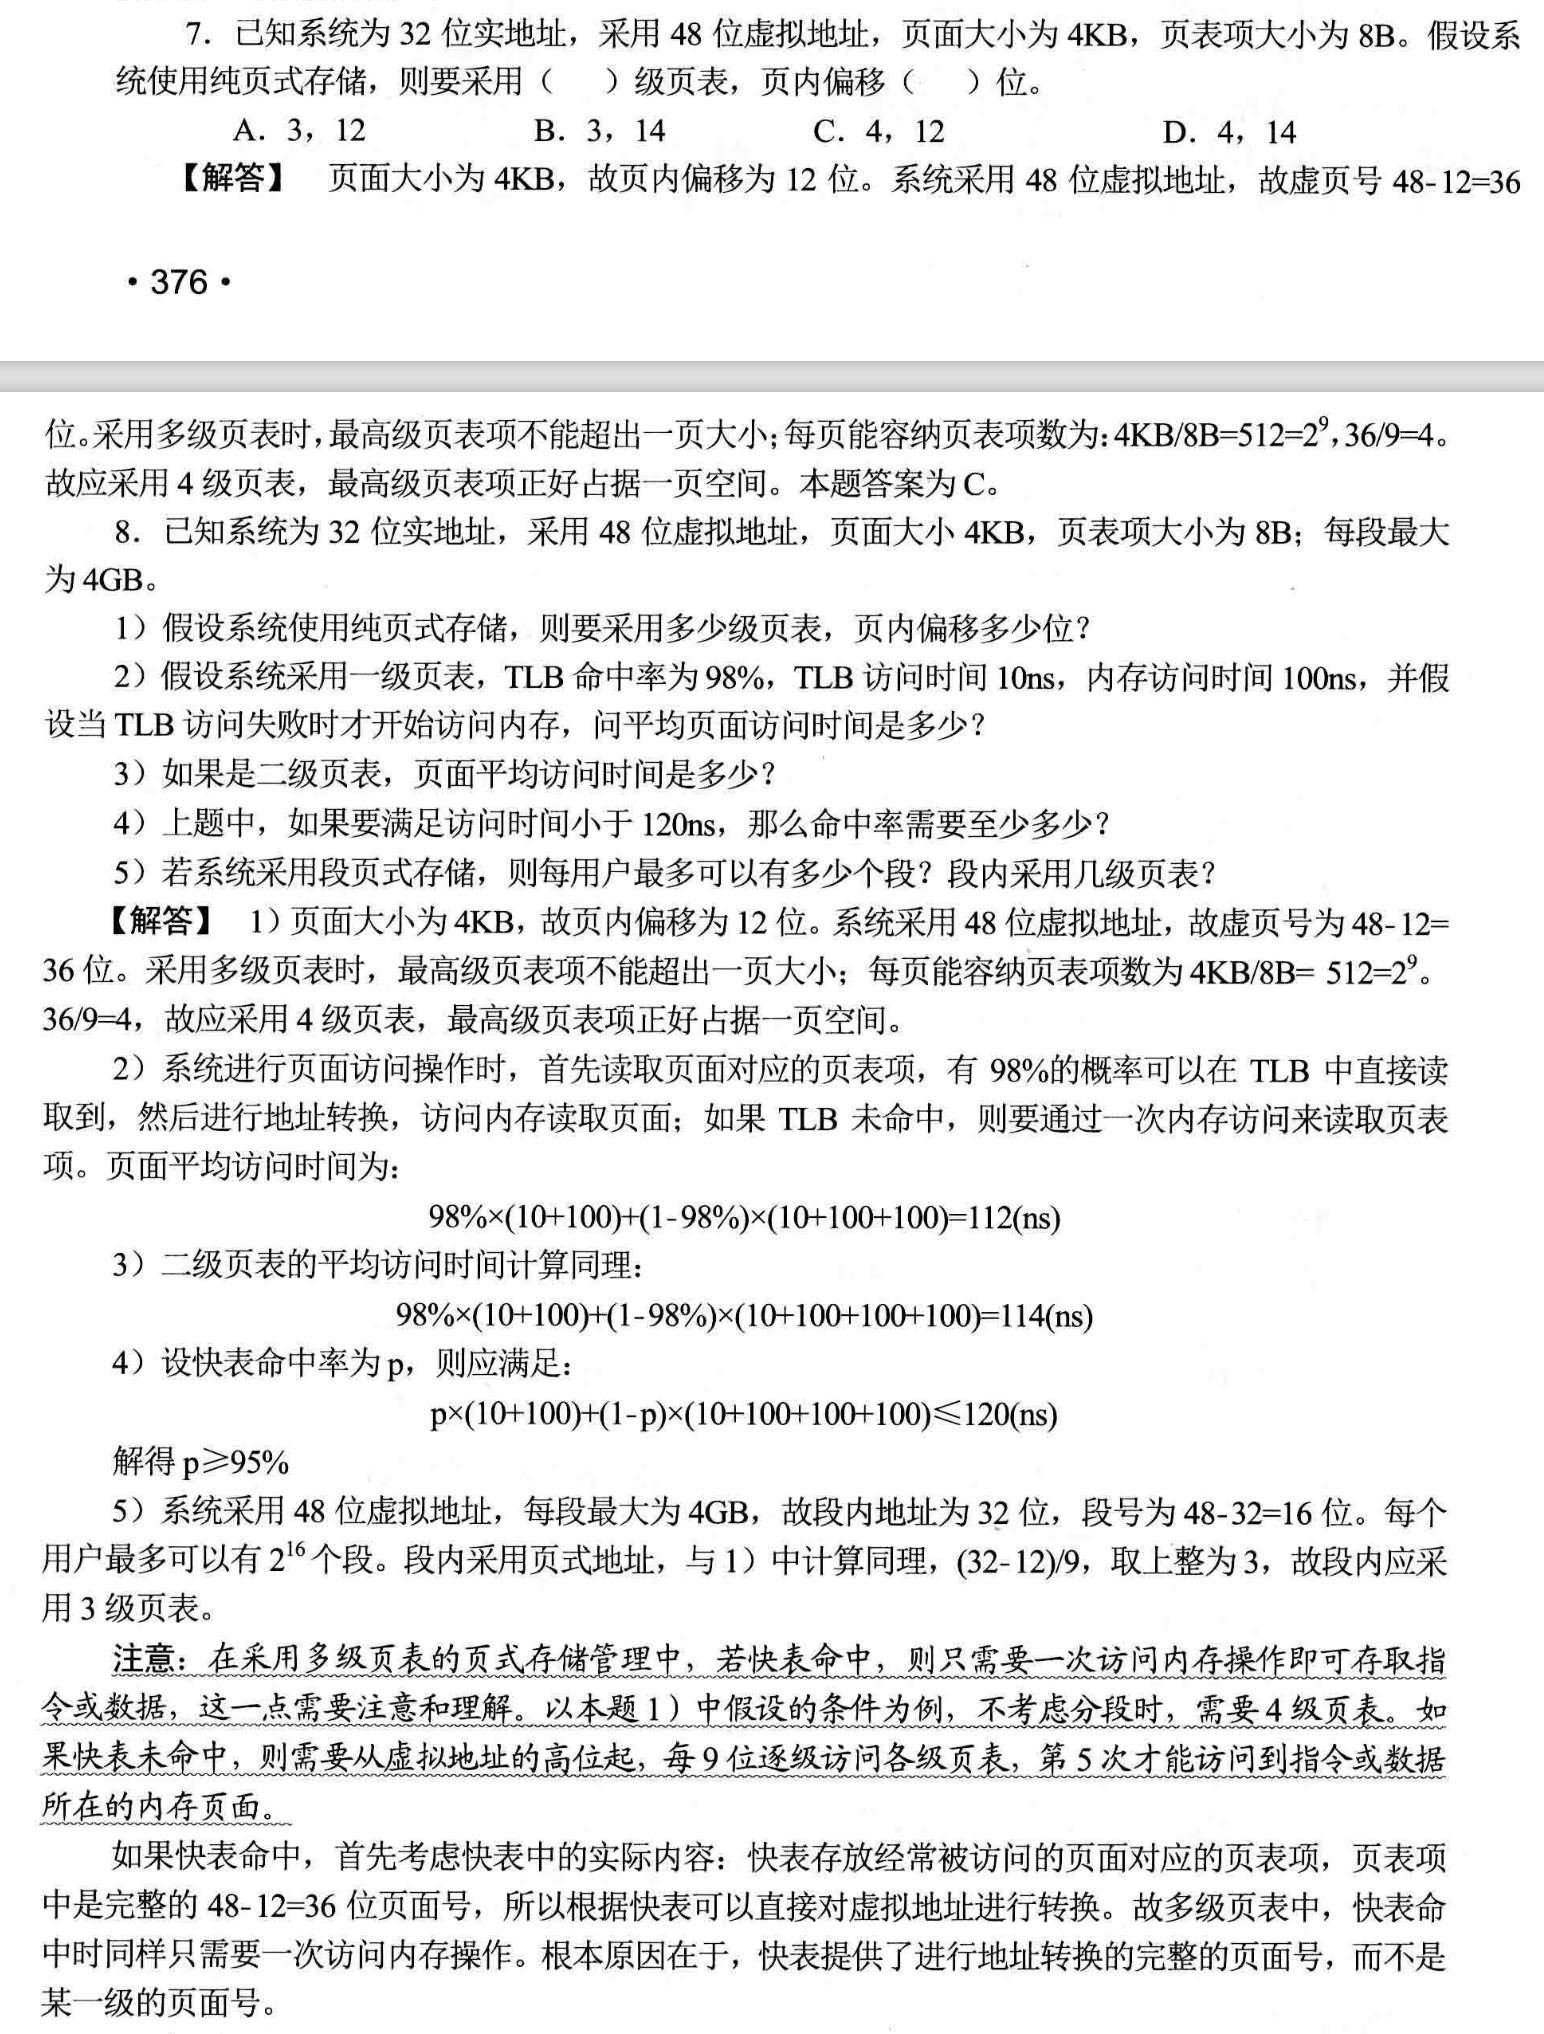 7．已知系统为 32 位实地址，采用 48 位虚拟地址，页面大小为 4KB，页表项大小为 8B。假设系
统使用纯页式存储，则要采用（　）级页表，页内偏移（　）位。
A．3，12　　B．3，14　　C．4，12　　D．4，14
【解答】　页面大小为 4KB，故页内偏移为 12 位。系统采用 48 位虚拟地址，故虚页号 48-12=36
· 376 ·
位。采用多级页表时，最高级页表项不能超出一页大小；每页能容纳页表项数为：4KB/8B=512=2⁹，36/9=4。
故应采用 4 级页表，最高级页表项正好占据一页空间。本题答案为 C。
8．已知系统为 32 位实地址，采用 48 位虚拟地址，页面大小 4KB，页表项大小为 8B；每段最大
为 4GB。
1）假设系统使用纯页式存储，则要采用多少级页表，页内偏移多少位？
2）假设系统采用一级页表，TLB 命中率为 98%，TLB 访问时间 10ns，内存访问时间 100ns，并假
设当 TLB 访问失败时才开始访问内存，问平均页面访问时间是多少？
3）如果是二级页表，页面平均访问时间是多少？
4）上题中，如果要满足访问时间小于 120ns，那么命中率需要至少多少？
5）若系统采用段页式存储，则每用户最多可以有多少个段？段内采用几级页表？
【解答】　1）页面大小为 4KB，故页内偏移为 12 位。系统采用 48 位虚拟地址，故虚页号为 48-12=
36 位。采用多级页表时，最高级页表项不能超出一页大小；每页能容纳页表项数为 4KB/8B= 512=2⁹。
36/9=4，故应采用 4 级页表，最高级页表项正好占据一页空间。
2）系统进行页面访问操作时，首先读取页面对应的页表项，有 98%的概率可以在 TLB 中直接读
取到，然后进行地址转换，访问内存读取页面；如果 TLB 未命中，则要通过一次内存访问来读取页表
项。页面平均访问时间为：
98%×(10+100)+(1-98%)×(10+100+100)=112(ns)
3）二级页表的平均访问时间计算同理：
98%×(10+100)+(1-98%)×(10+100+100+100)=114(ns)
4）设快表命中率为 p，则应满足：
p×(10+100)+(1-p)×(10+100+100+100)≤120(ns)
解得 p≥95%
5）系统采用 48 位虚拟地址，每段最大为 4GB，故段内地址为 32 位，段号为 48-32=16 位。每个
用户最多可以有 2¹⁶ 个段。段内采用页式地址，与 1）中计算同理，(32-12)/9，取上整为 3，故段内应采
用 3 级页表。
注意：在采用多级页表的页式存储管理中，若快表命中，则只需要一次访问内存操作即可存取指
令或数据，这一点需要注意和理解。以本题 1）中假设的条件为例，不考虑分段时，需要 4 级页表。如
果快表未命中，则需要从虚拟地址的高位起，每 9 位逐级访问各级页表，第 5 次才能访问到指令或数据
所在的内存页面。
如果快表命中，首先考虑快表中的实际内容：快表存放经常被访问的页面对应的页表项，页表项
中是完整的 48-12=36 位页面号，所以根据快表可以直接对虚拟地址进行转换。故多级页表中，快表命
中时同样只需要一次访问内存操作。根本原因在于，快表提供了进行地址转换的完整的页面号，而不是
某一级的页面号。